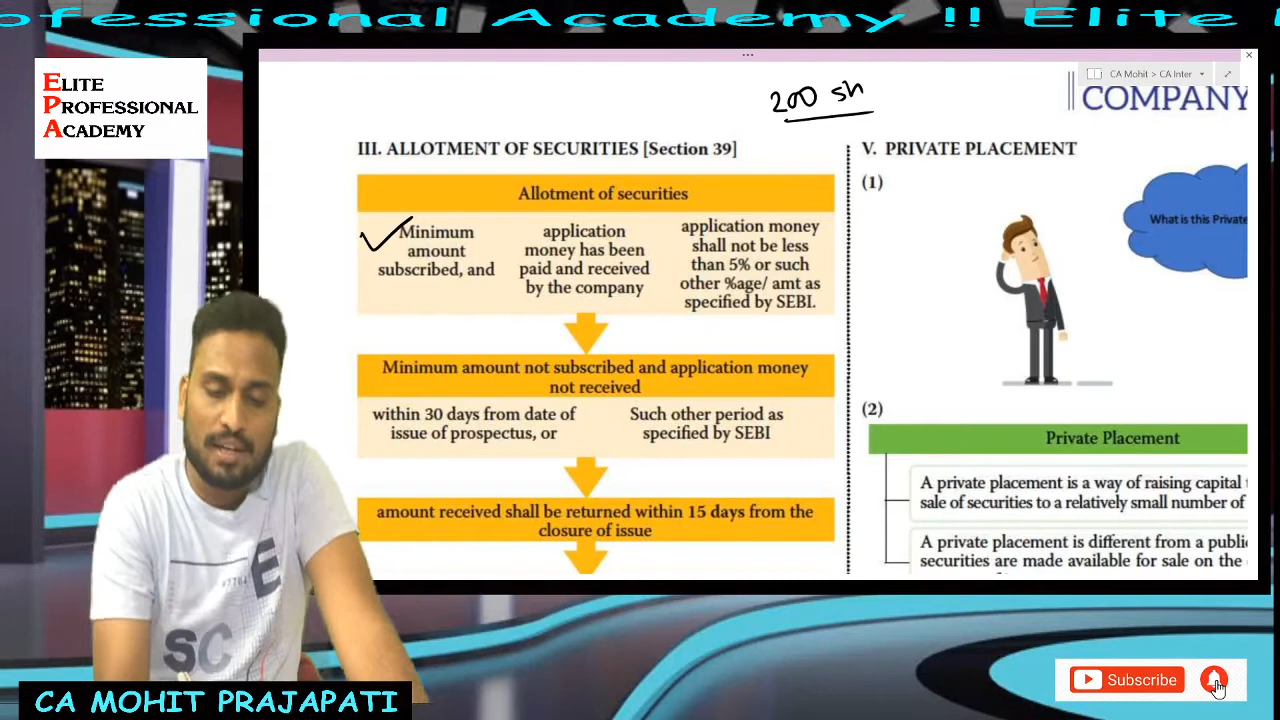 ofessional Academy !! Elite
ELITE
PROFESSIONAL
ACADEMY
CA Mohit > CA Inter
200 sh
COMPANY
III. ALLOTMENT OF SECURITIES [Section 39]
Allotment of securities
Minimum
amount
subscribed, and
application
money has been
paid and received
by the company
application money
shall not be less
than 5% or such
other %age/ amt as
specified by SEBI.
Minimum amount not subscribed and application money
not received
within 30 days from date of
issue of prospectus, or
Such other period as
specified by SEBI
amount received shall be returned within 15 days from the
closure of issue
V. PRIVATE PLACEMENT
(1)
What is this Private
(2)
Private Placement
A private placement is a way of raising capital
sale of securities to a relatively small number of
A private placement is different from a public
securities are made available for sale on the
E
#7704
SC
CA MOHIT PRAJAPATI
Subscribe